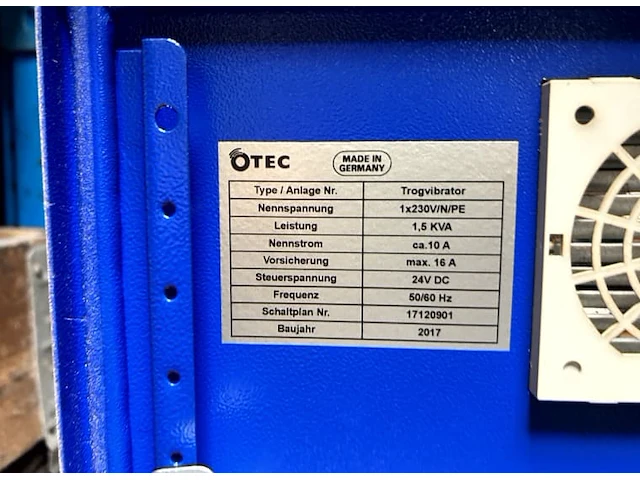 OTEC
MADE IN
GERMANY
Type / Anlage Nr. Trogvibrator
Nennspannung 1x230V/N/PE
Leistung 1,5 KVA
Nennstrom ca.10 A
Vorsicherung max. 16 A
Steuerspannung 24V DC
Frequenz 50/60 Hz
Schaltplan Nr. 17120901
Baujahr 2017